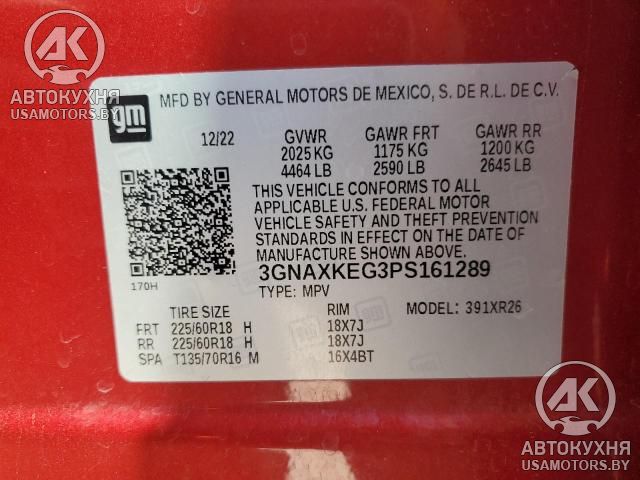 АВТОКУХНЯ
USAMOTORS.BY
gm
MFD BY GENERAL MOTORS DE MEXICO, S. DE R.L. DE C.V.
12/22 GVWR GAWR FRT GAWR RR
2025 KG 1175 KG 1200 KG
4464 LB 2590 LB 2645 LB
THIS VEHICLE CONFORMS TO ALL
APPLICABLE U.S. FEDERAL MOTOR
VEHICLE SAFETY AND THEFT PREVENTION
STANDARDS IN EFFECT ON THE DATE OF
MANUFACTURE SHOWN ABOVE.
3GNAXKEG3PS161289
170H
TYPE: MPV MODEL: 391XR26
TIRE SIZE RIM
FRT 225/60R18 H 18X7J
RR 225/60R18 H 18X7J
SPA T135/70R16 M 16X4BT
АК
АВТОКУХНЯ
USAMOTORS.BY